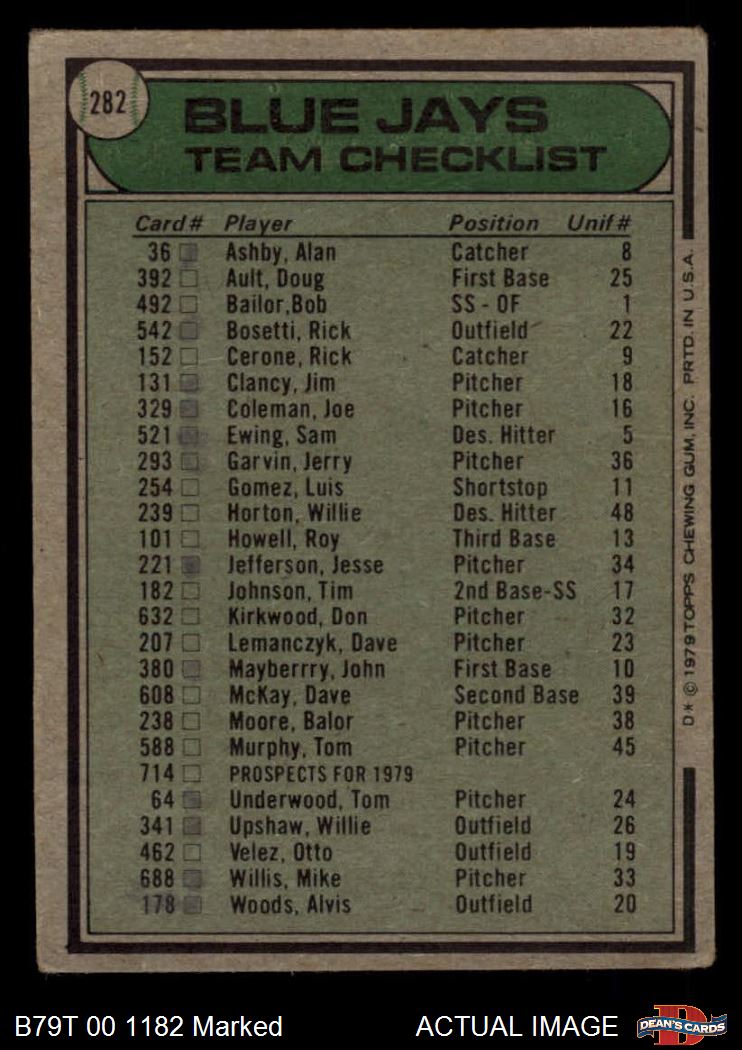 282
BLUE JAYS
TEAM CHECKLIST
Card # Player Position Unif #
36 Ashby, Alan Catcher 8
392 Ault, Doug First Base 25
492 Bailor,Bob SS - OF 1
542 Bosetti, Rick Outfield 22
152 Cerone, Rick Catcher 9
131 Clancy, Jim Pitcher 18
329 Coleman, Joe Pitcher 16
521 Ewing, Sam Des. Hitter 5
293 Garvin, Jerry Pitcher 36
254 Gomez, Luis Shortstop 11
239 Horton, Willie Des. Hitter 48
101 Howell, Roy Third Base 13
221 Jefferson, Jesse Pitcher 34
182 Johnson, Tim 2nd Base-SS 17
632 Kirkwood, Don Pitcher 32
207 Lemanczyk, Dave Pitcher 23
380 Mayberrry, John First Base 10
608 McKay, Dave Second Base 39
238 Moore, Balor Pitcher 38
588 Murphy, Tom Pitcher 45
714 PROSPECTS FOR 1979
64 Underwood, Tom Pitcher 24
341 Upshaw, Willie Outfield 26
462 Velez, Otto Outfield 19
688 Willis, Mike Pitcher 33
178 Woods, Alvis Outfield 20
D* © 1979 TOPPS CHEWING GUM, INC. PRTD. IN U.S.A.
B79T 00 1182 Marked ACTUAL IMAGE
D
DEAN'S CARDS